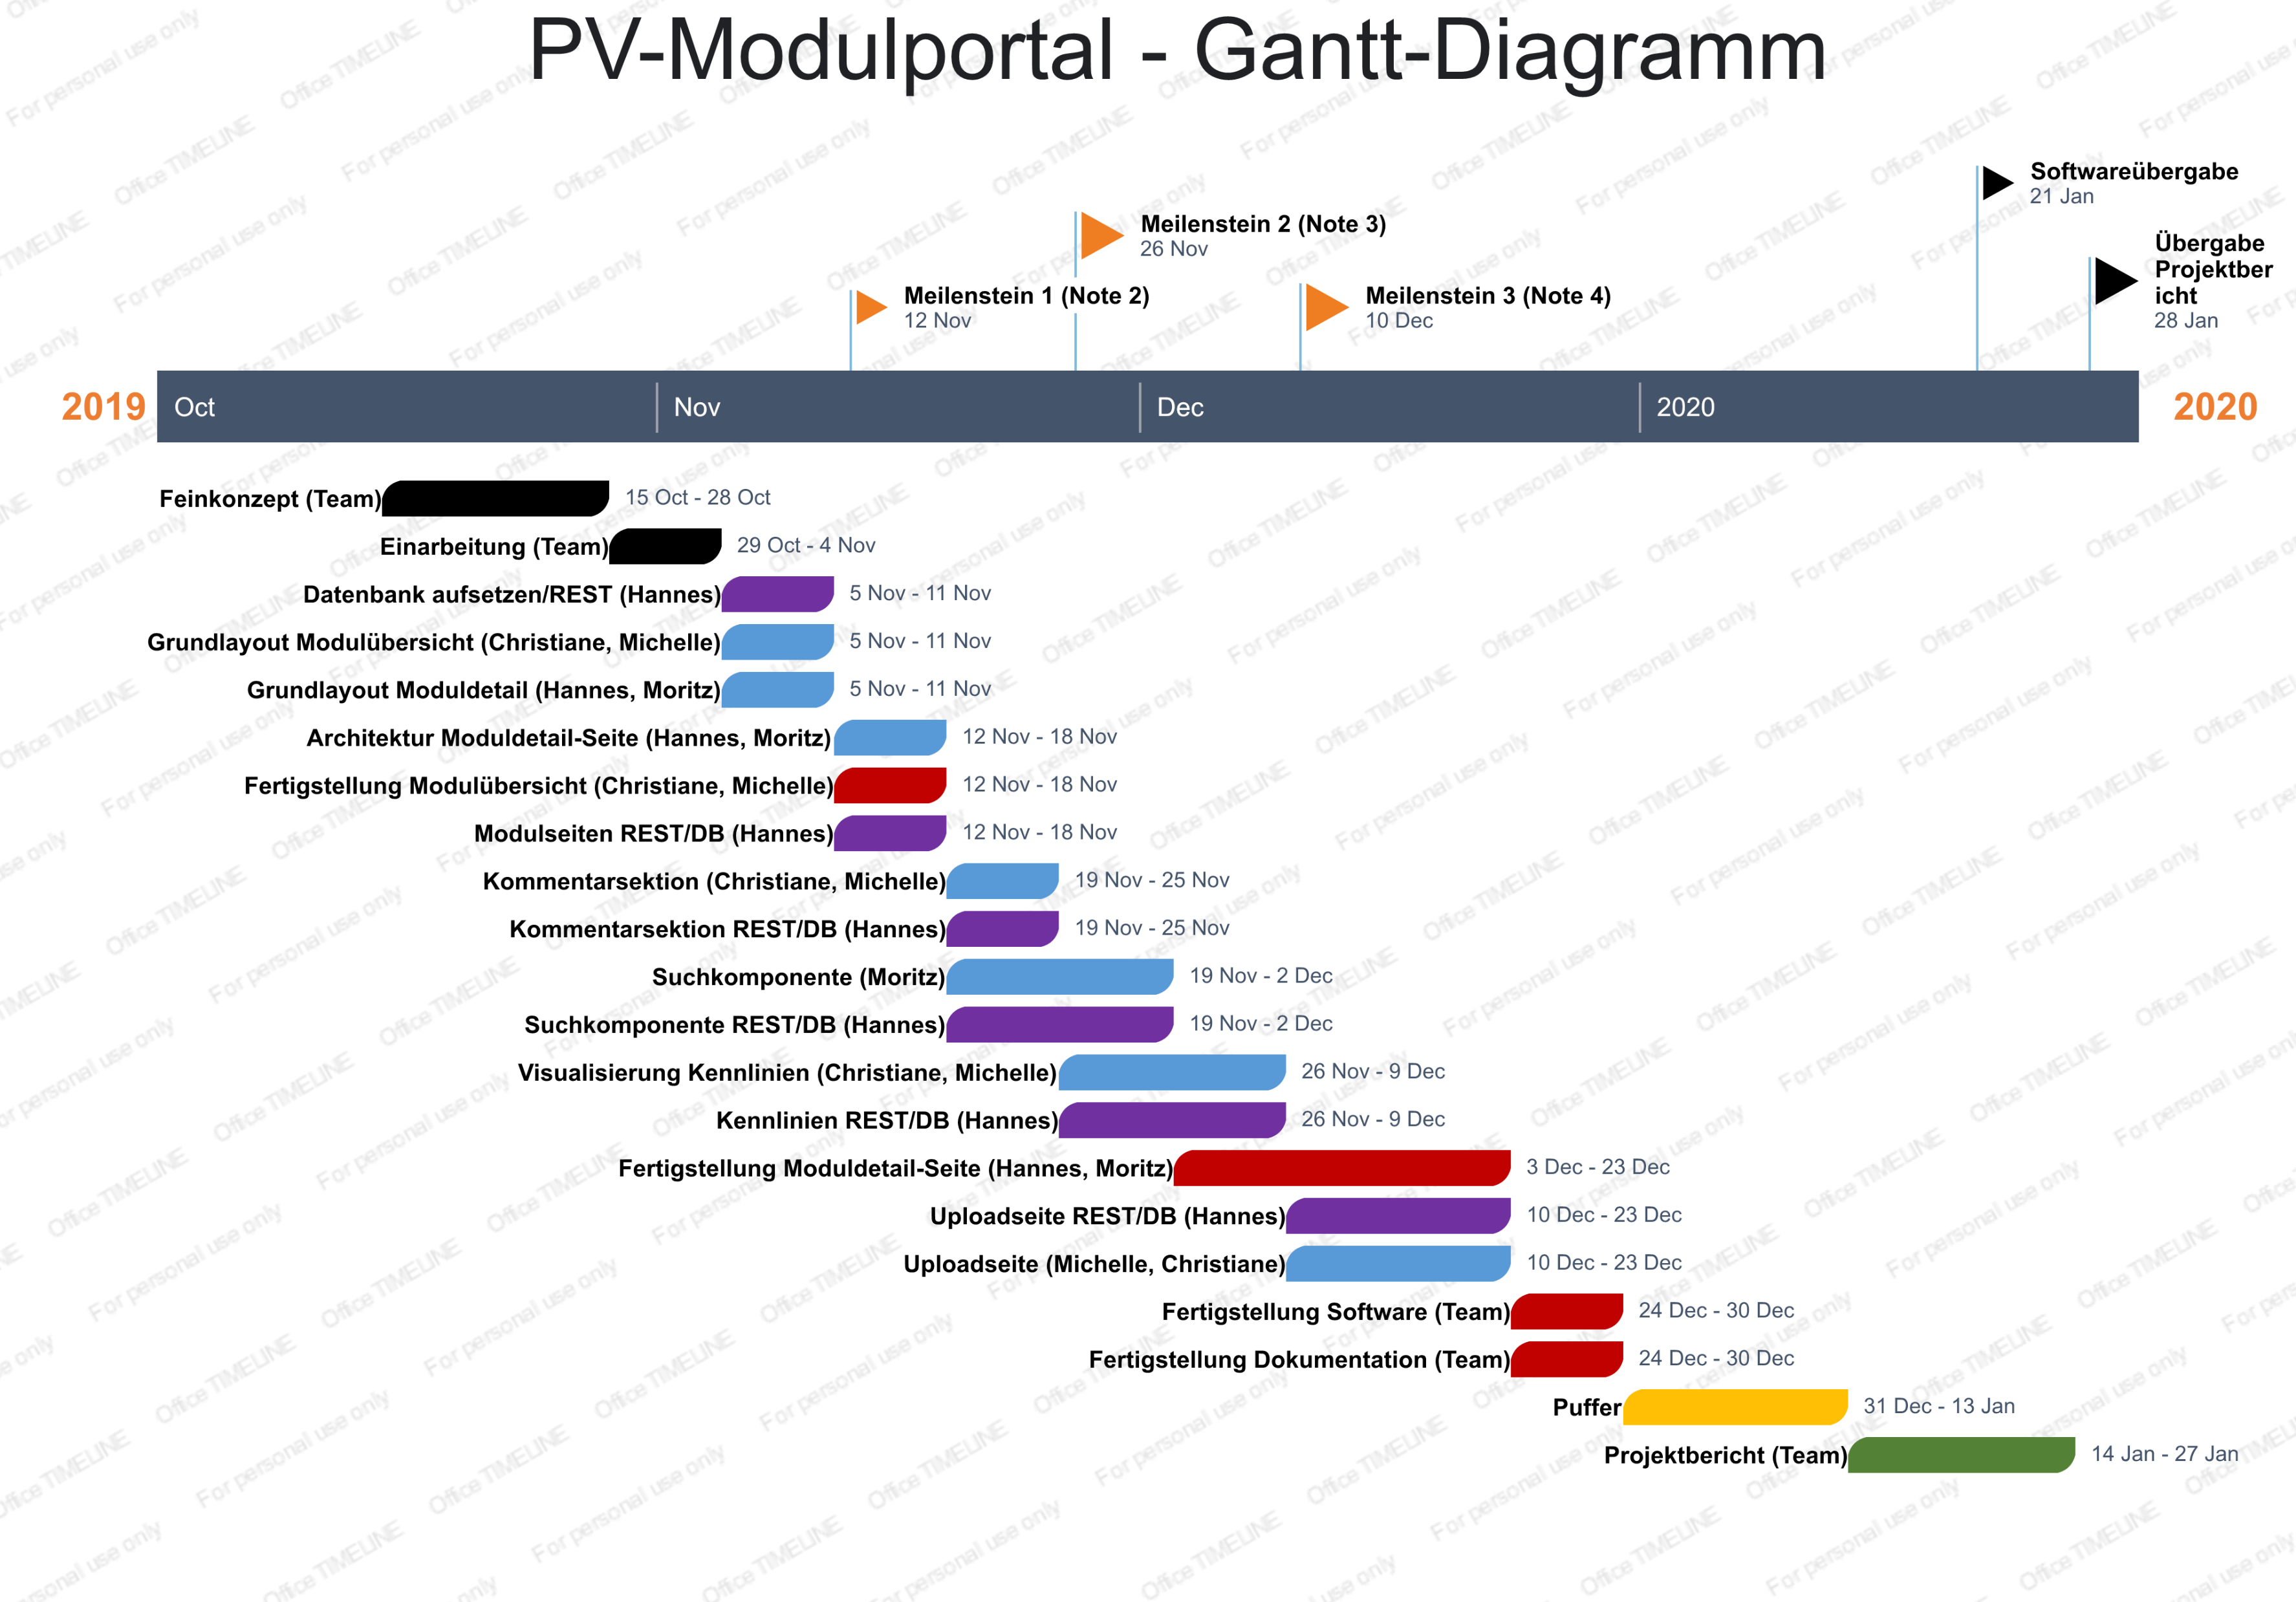 PV-Modulportal - Gantt-Diagramm
Softwareübergabe
21 Jan
Meilenstein 2 (Note 3)
26 Nov
Übergabe
Projektber
icht
28 Jan
Meilenstein 1 (Note 2)
12 Nov
Meilenstein 3 (Note 4)
10 Dec
2019 Oct Nov Dec 2020 2020
Feinkonzept (Team) 15 Oct - 28 Oct
Einarbeitung (Team) 29 Oct - 4 Nov
Datenbank aufsetzen/REST (Hannes) 5 Nov - 11 Nov
Grundlayout Modulübersicht (Christiane, Michelle) 5 Nov - 11 Nov
Grundlayout Moduldetail (Hannes, Moritz) 5 Nov - 11 Nov
Architektur Moduldetail-Seite (Hannes, Moritz) 12 Nov - 18 Nov
Fertigstellung Modulübersicht (Christiane, Michelle) 12 Nov - 18 Nov
Modulseiten REST/DB (Hannes) 12 Nov - 18 Nov
Kommentarsektion (Christiane, Michelle) 19 Nov - 25 Nov
Kommentarsektion REST/DB (Hannes) 19 Nov - 25 Nov
Suchkomponente (Moritz) 19 Nov - 2 Dec
Suchkomponente REST/DB (Hannes) 19 Nov - 2 Dec
Visualisierung Kennlinien (Christiane, Michelle) 26 Nov - 9 Dec
Kennlinien REST/DB (Hannes) 26 Nov - 9 Dec
Fertigstellung Moduldetail-Seite (Hannes, Moritz) 3 Dec - 23 Dec
Uploadseite REST/DB (Hannes) 10 Dec - 23 Dec
Uploadseite (Michelle, Christiane) 10 Dec - 23 Dec
Fertigstellung Software (Team) 24 Dec - 30 Dec
Fertigstellung Dokumentation (Team) 24 Dec - 30 Dec
Puffer 31 Dec - 13 Jan
Projektbericht (Team) 14 Jan - 27 Jan
Office TIMELINE For personal use only